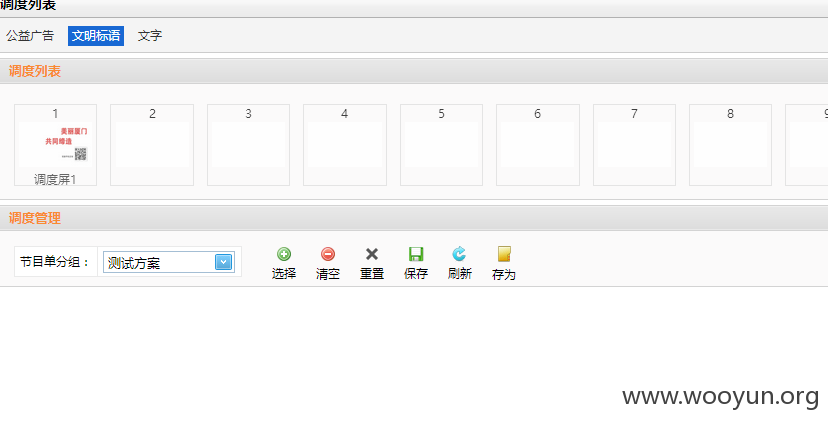 调度列表
公益广告 文明标语 文字
调度列表
1 2 3 4 5 6 7 8 9
美丽厦门
共同缔造
调度屏1
调度管理
节目单分组： 测试方案
选择 清空 重置 保存 刷新 存为
www.wooyun.org